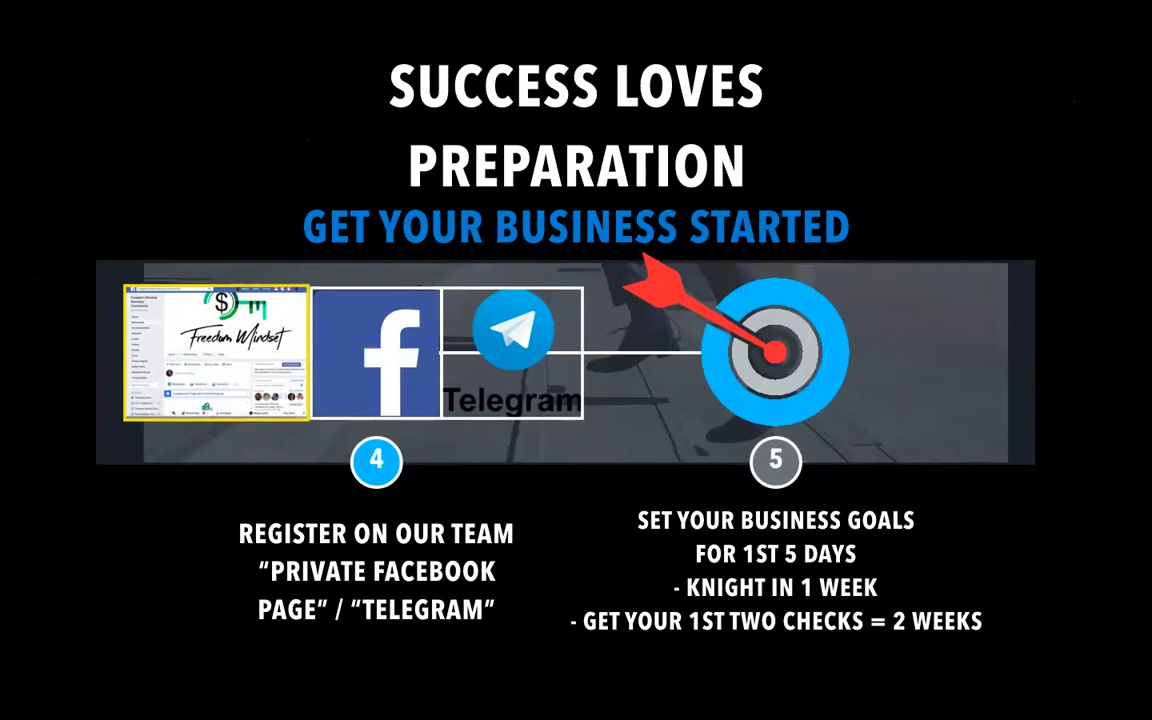 SUCCESS LOVES
PREPARATION
GET YOUR BUSINESS STARTED
$
Freedom Mindset
f
Telegram
4
5
REGISTER ON OUR TEAM
“PRIVATE FACEBOOK
PAGE” / “TELEGRAM”
SET YOUR BUSINESS GOALS
FOR 1ST 5 DAYS
- KNIGHT IN 1 WEEK
- GET YOUR 1ST TWO CHECKS = 2 WEEKS